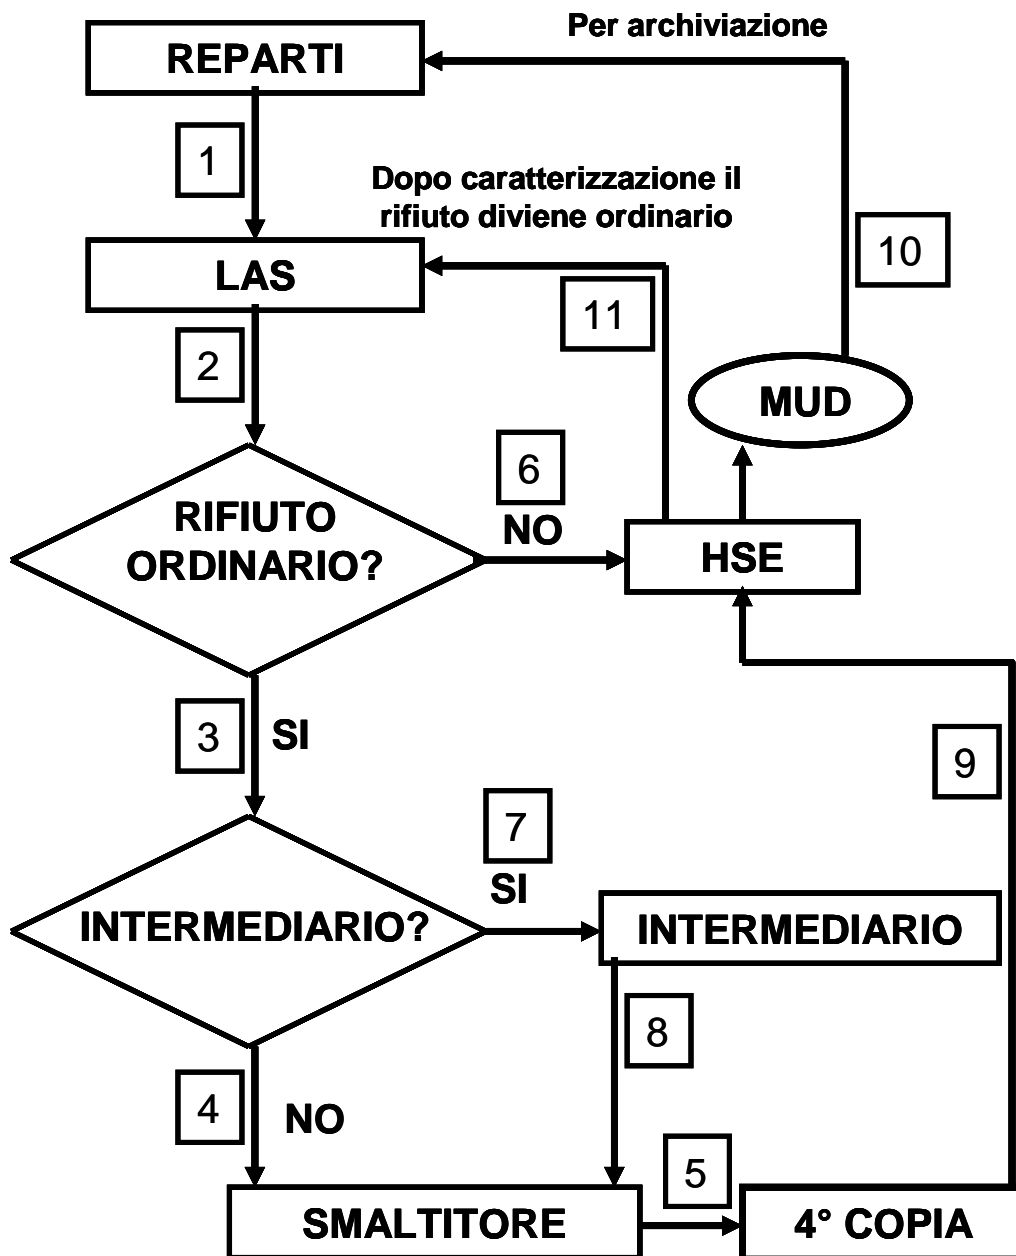 Per archiviazione
REPARTI
1
Dopo caratterizzazione il
rifiuto diviene ordinario
10
LAS
11
2
MUD
6
NO
RIFIUTO
ORDINARIO?
HSE
3
SI
9
7
SI
INTERMEDIARIO?
INTERMEDIARIO
8
4
NO
5
SMALTITORE
4° COPIA